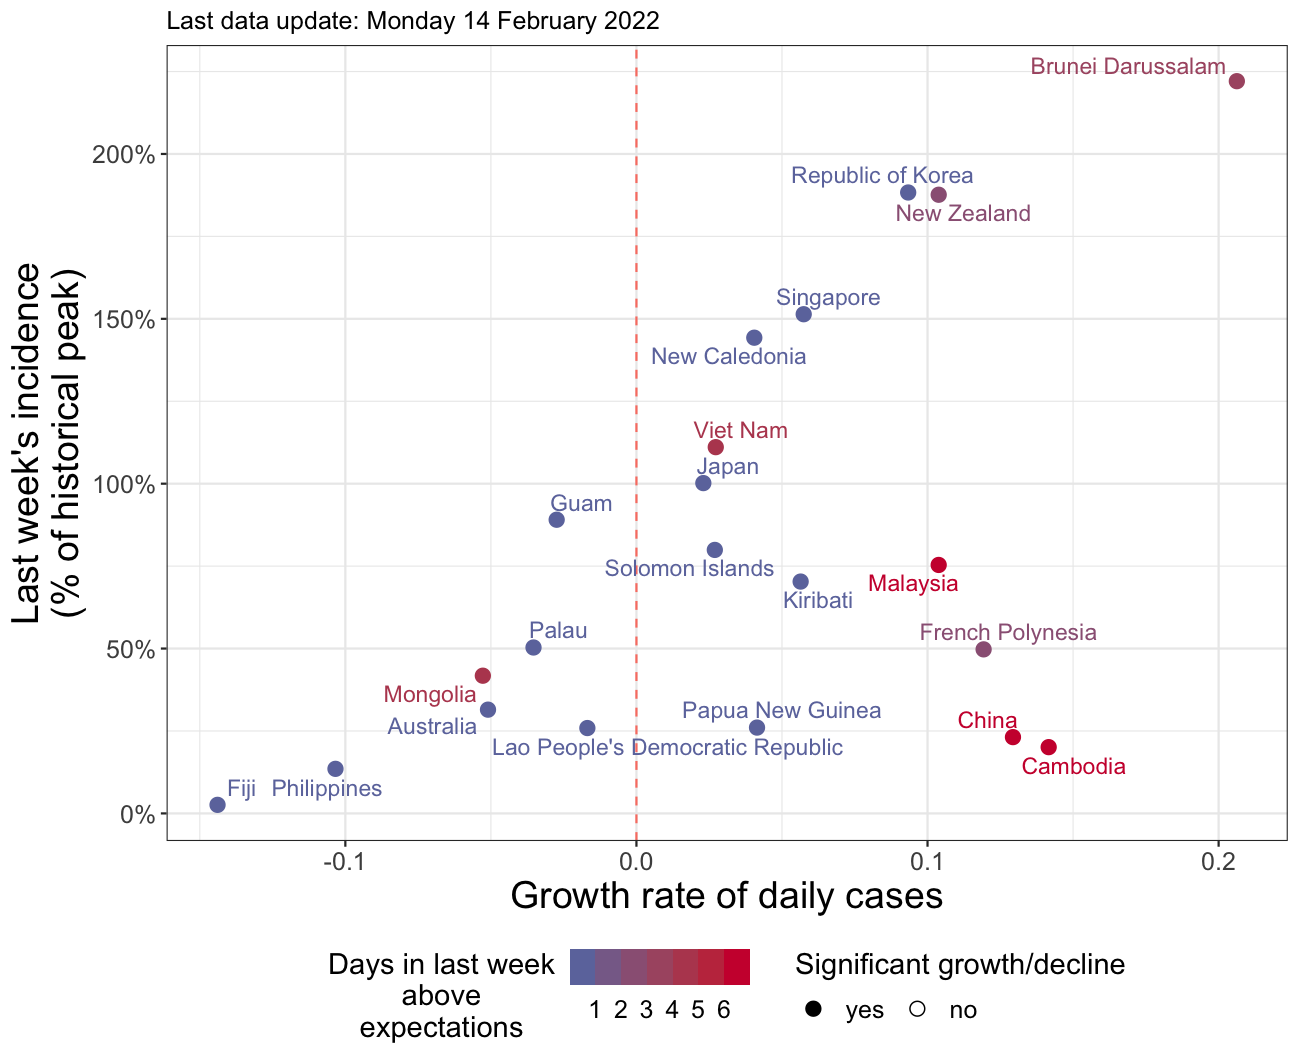 Last data update: Monday 14 February 2022
Brunei Darussalam
200%
Republic of Korea
New Zealand
Singapore
150%
New Caledonia
Viet Nam
Japan
100%
Guam
Solomon Islands
Malaysia
Kiribati
Palau
French Polynesia
50%
Mongolia
Australia
Papua New Guinea
China
Lao People's Democratic Republic
Cambodia
Fiji
Philippines
0%
Last week's incidence
(% of historical peak)
-0.1
0.0
0.1
0.2
Growth rate of daily cases
Days in last week
above
expectations
1 2 3 4 5 6
Significant growth/decline
yes
no